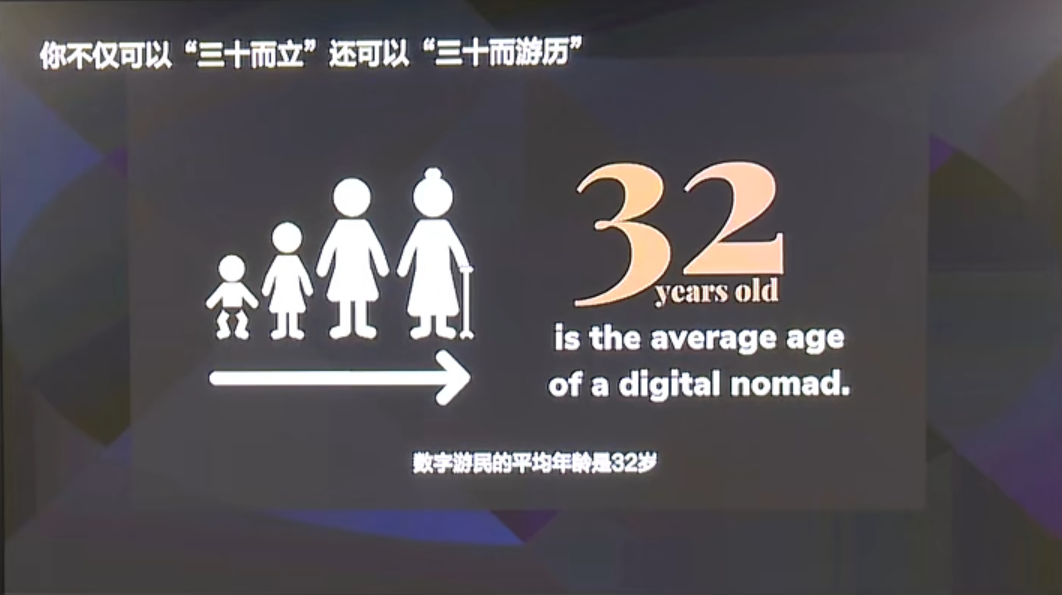 你不仅可以“三十而立”还可以“三十而游历”
32
years old
is the average age
of a digital nomad.
数字游民的平均年龄是32岁